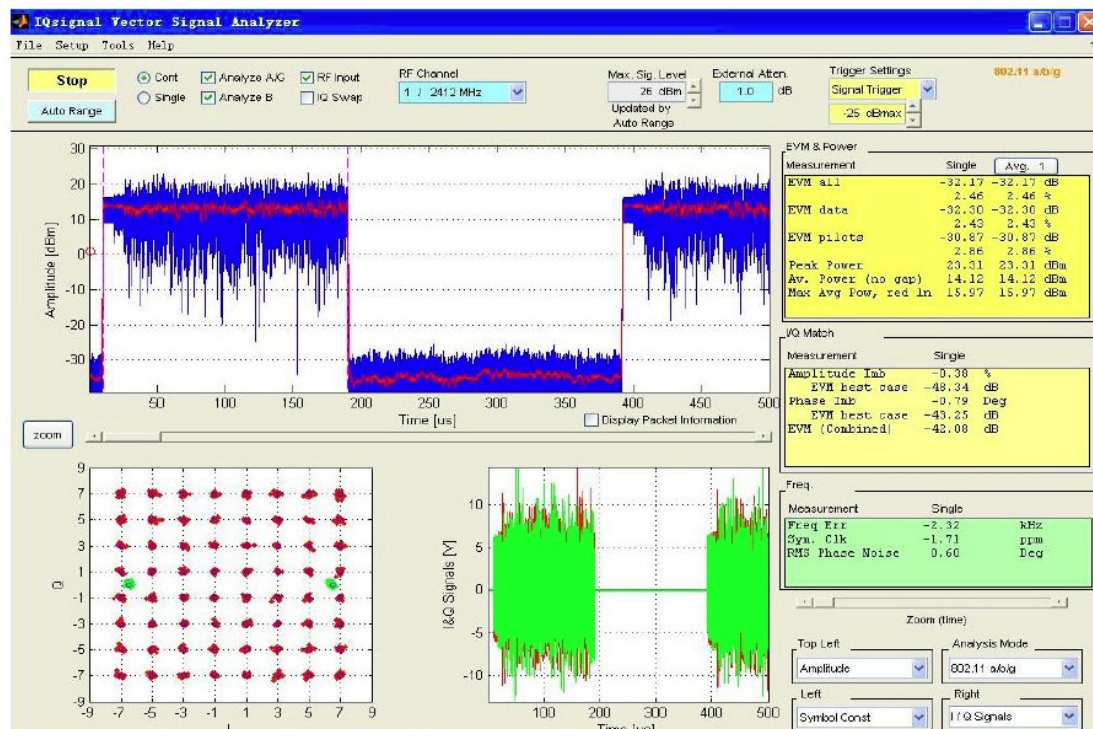 IQsignal Vector Signal Analyzer
File Setup Tools Help
Stop
Auto Range
Cont
Single
Analyze A/G
Analyze B
RF Input
IQ Swap
RF Channel
1 / 2412 MHz
Max. Sig. Level
26 dBm
Updated by
Auto Range
External Atten.
1.0 dB
Trigger Settings
Signal Trigger
-25 dBmax
802.11 a/b/g
30
20
10
0
-10
-20
-30
Amplitude [dBm]
50 100 150 200 250 300 350 400 450 500
Time [us]
Display Packet Information
zoom
EVM & Power
Measurement Single Avg. 1
EVM all -32.17 -32.17 dB
2.46 2.46 %
EVM data -32.30 -32.30 dB
2.43 2.43 %
EVM pilots -30.87 -30.87 dB
2.86 2.86 %
Peak Power 23.31 23.31 dBm
Av. Power (no gap) 14.12 14.12 dBm
Max Avg Pow, red ln 15.97 15.97 dBm
I/Q Match
Measurement Single
Amplitude Imb -0.38 %
EVM best case -48.34 dB
Phase Imb -0.79 Deg
EVM best case -43.25 dB
EVM (Combined) -42.08 dB
Freq.
Measurement Single
Freq Err -2.32 kHz
Sym. Clk -1.71 ppm
RMS Phase Noise 0.60 Deg
Zoom (time)
Top Left
Amplitude
Analysis Mode
802.11 a/b/g
Left
Symbol Const
Right
I / Q Signals
9
7
5
3
1
-1
-3
-5
-7
-9
Q
-9 -7 -5 -3 -1 1 3 5 7 9
10
5
0
-5
-10
I&Q Signals [V]
100 200 300 400 500
Time [us]